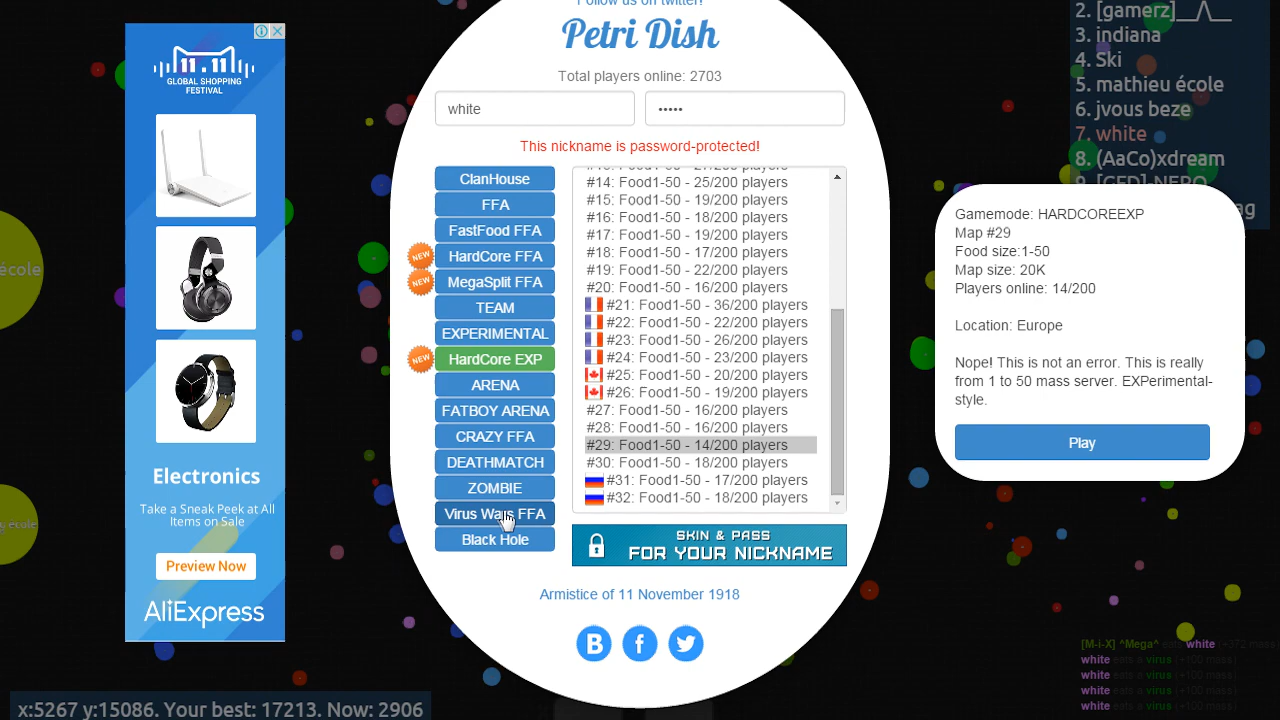 Follow us on twitter!
Petri Dish
Total players online: 2703
white
•••••
This nickname is password-protected!
ClanHouse
FFA
FastFood FFA
NEW
HardCore FFA
NEW
MegaSplit FFA
TEAM
EXPERIMENTAL
NEW
HardCore EXP
ARENA
FATBOY ARENA
CRAZY FFA
DEATHMATCH
ZOMBIE
Virus Wars FFA
Black Hole
#14: Food1-50 - 25/200 players
#15: Food1-50 - 19/200 players
#16: Food1-50 - 18/200 players
#17: Food1-50 - 19/200 players
#18: Food1-50 - 17/200 players
#19: Food1-50 - 22/200 players
#20: Food1-50 - 16/200 players
#21: Food1-50 - 36/200 players
#22: Food1-50 - 22/200 players
#23: Food1-50 - 26/200 players
#24: Food1-50 - 23/200 players
#25: Food1-50 - 20/200 players
#26: Food1-50 - 19/200 players
#27: Food1-50 - 16/200 players
#28: Food1-50 - 16/200 players
#29: Food1-50 - 14/200 players
#30: Food1-50 - 18/200 players
#31: Food1-50 - 17/200 players
#32: Food1-50 - 18/200 players
SKIN & PASS
FOR YOUR NICKNAME
Armistice of 11 November 1918
B f
11.11
GLOBAL SHOPPING
FESTIVAL
Electronics
Take a Sneak Peek at All
Items on Sale
Preview Now
AliExpress
école
école
2. [gamerz]__/\__
3. indiana
4. Ski
5. mathieu école
6. jvous beze
7. white
8. (AaCo)xdream
9. [GED]-NERO
ag
Gamemode: HARDCOREEXP
Map #29
Food size:1-50
Map size: 20K
Players online: 14/200
Location: Europe
Nope! This is not an error. This is really
from 1 to 50 mass server. EXPerimental-
style.
Play
[M-i-X] ^Mega^ eats white (+372 mass)
white eats a virus (+100 mass)
white eats a virus (+100 mass)
white eats a virus (+100 mass)
white eats a virus (+100 mass)
x:5267 y:15086. Your best: 17213. Now: 2906